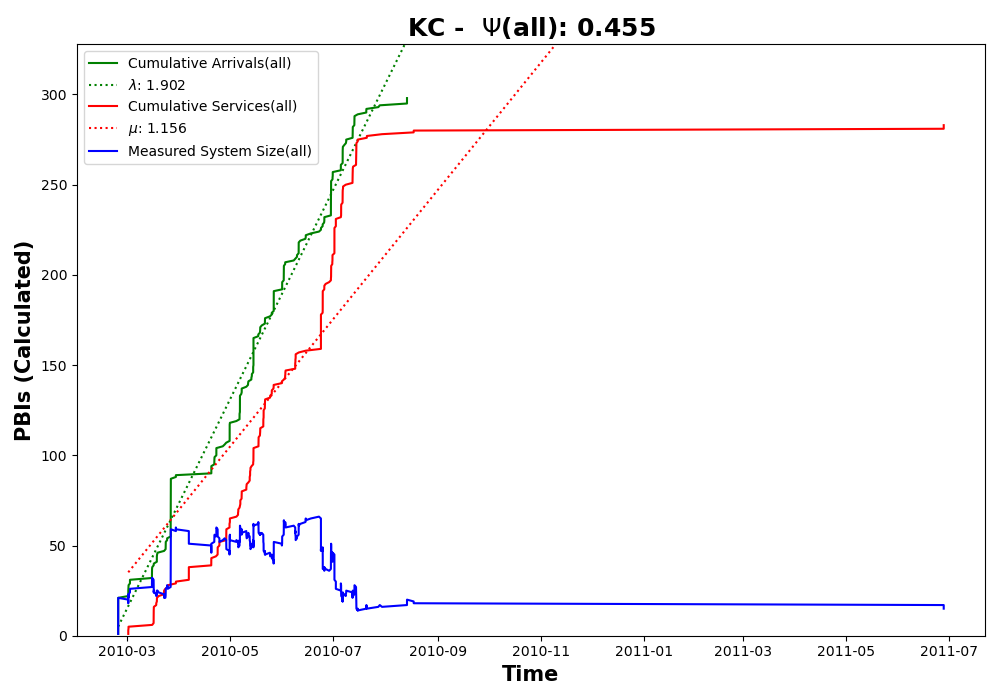 KC - Ψ(all): 0.455
Cumulative Arrivals(all)
λ: 1.902
Cumulative Services(all)
μ: 1.156
Measured System Size(all)
PBIs (Calculated)
300
250
200
150
100
50
0
2010-03 2010-05 2010-07 2010-09 2010-11 2011-01 2011-03 2011-05 2011-07
Time